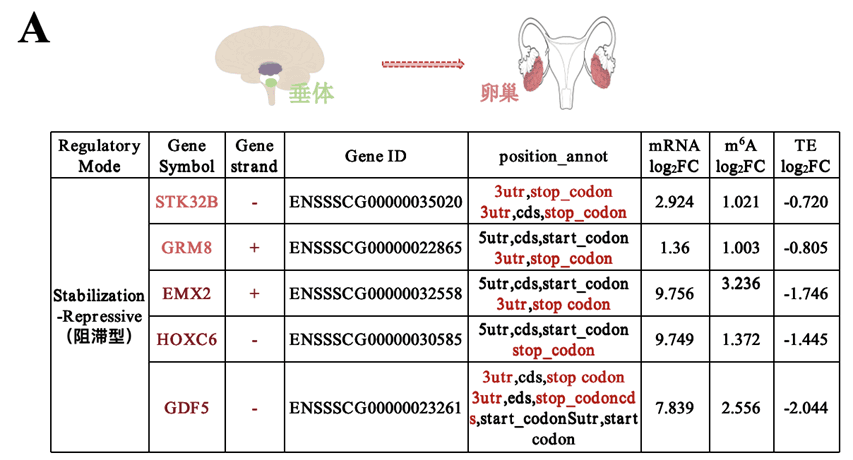 A
垂体
卵巢
Regulatory Mode Gene Symbol Gene strand Gene ID position_annot mRNA log₂FC m⁶A log₂FC TE log₂FC
Stabilization
-Repressive
（阻滞型）
STK32B - ENSSSCG00000035020 3utr,stop_codon 2.924 1.021 -0.720
3utr,cds,stop_codon
GRM8 + ENSSSCG00000022865 5utr,cds,start_codon 1.36 1.003 -0.805
3utr,stop_codon
EMX2 + ENSSSCG00000032558 5utr,cds,start_codon 9.756 3.236 -1.746
3utr,stop codon
HOXC6 - ENSSSCG00000030585 5utr,cds,start_codon 9.749 1.372 -1.445
stop_codon
GDF5 - ENSSSCG00000023261 3utr,cds,stop codon 7.839 2.556 -2.044
3utr,eds,stop_codoncd
s,start_codonSutr,start
codon